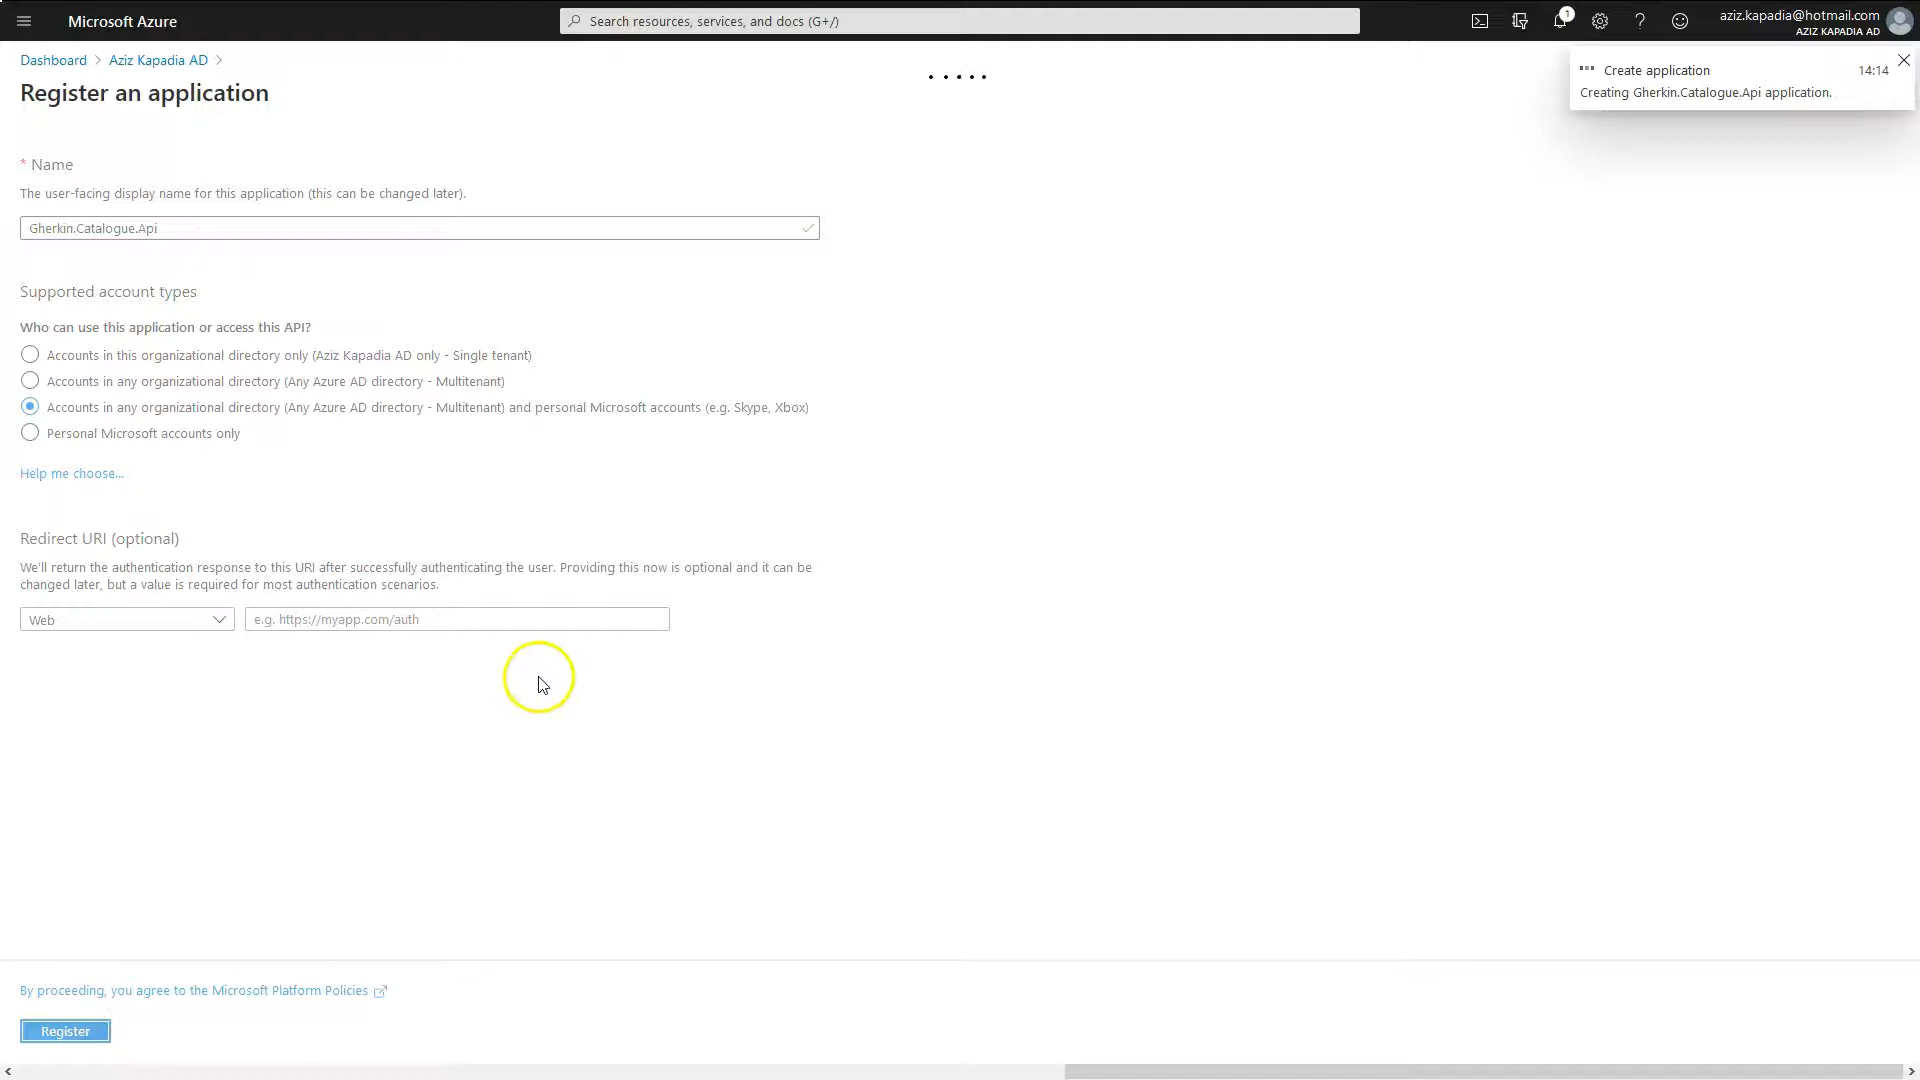 Microsoft Azure
Search resources, services, and docs (G+/)
1
?
aziz.kapadia@hotmail.com
AZIZ KAPADIA AD
Dashboard > Aziz Kapadia AD >
Register an application
Create application 14:14
Creating Gherkin.Catalogue.Api application.
* Name
The user-facing display name for this application (this can be changed later).
Gherkin.Catalogue.Api
Supported account types
Who can use this application or access this API?
Accounts in this organizational directory only (Aziz Kapadia AD only - Single tenant)
Accounts in any organizational directory (Any Azure AD directory - Multitenant)
Accounts in any organizational directory (Any Azure AD directory - Multitenant) and personal Microsoft accounts (e.g. Skype, Xbox)
Personal Microsoft accounts only
Help me choose...
Redirect URI (optional)
We'll return the authentication response to this URI after successfully authenticating the user. Providing this now is optional and it can be
changed later, but a value is required for most authentication scenarios.
Web
e.g. https://myapp.com/auth
By proceeding, you agree to the Microsoft Platform Policies
Register